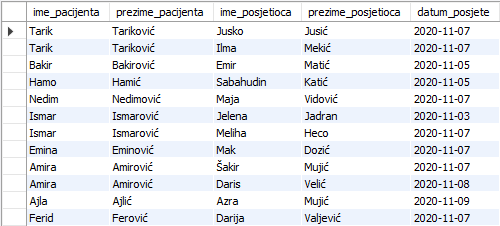 ime_pacijenta prezime_pacijenta ime_posjetioca prezime_posjetioca datum_posjete
Tarik Tariković Jusko Jusić 2020-11-07
Tarik Tariković Ilma Mekić 2020-11-07
Bakir Bakirović Emir Matić 2020-11-05
Hamo Hamić Sabahudin Katić 2020-11-05
Nedim Nedimović Maja Vidović 2020-11-07
Ismar Ismarović Jelena Jadran 2020-11-03
Ismar Ismarović Meliha Heco 2020-11-07
Emina Eminović Mak Dozić 2020-11-07
Amira Amirović Šakir Mujić 2020-11-07
Amira Amirović Daris Velić 2020-11-08
Ajla Ajlić Azra Mujić 2020-11-09
Ferid Ferović Darija Valjević 2020-11-07